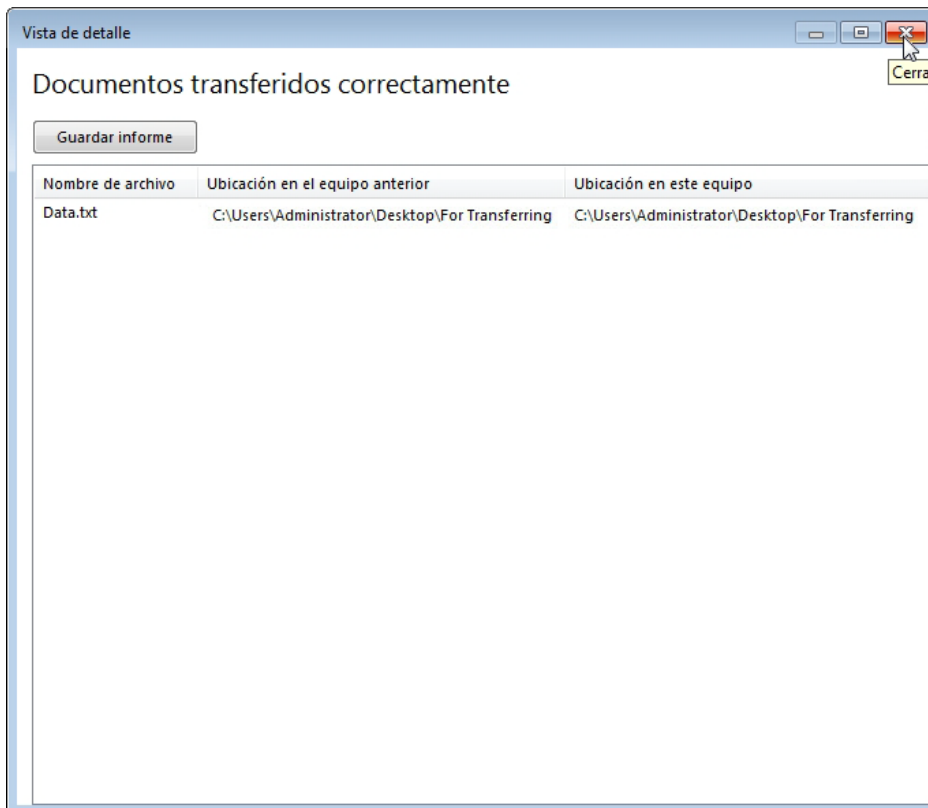 Vista de detalle
Cerra
Documentos transferidos correctamente
Guardar informe
Nombre de archivo Ubicación en el equipo anterior Ubicación en este equipo
Data.txt C:\Users\Administrator\Desktop\For Transferring C:\Users\Administrator\Desktop\For Transferring